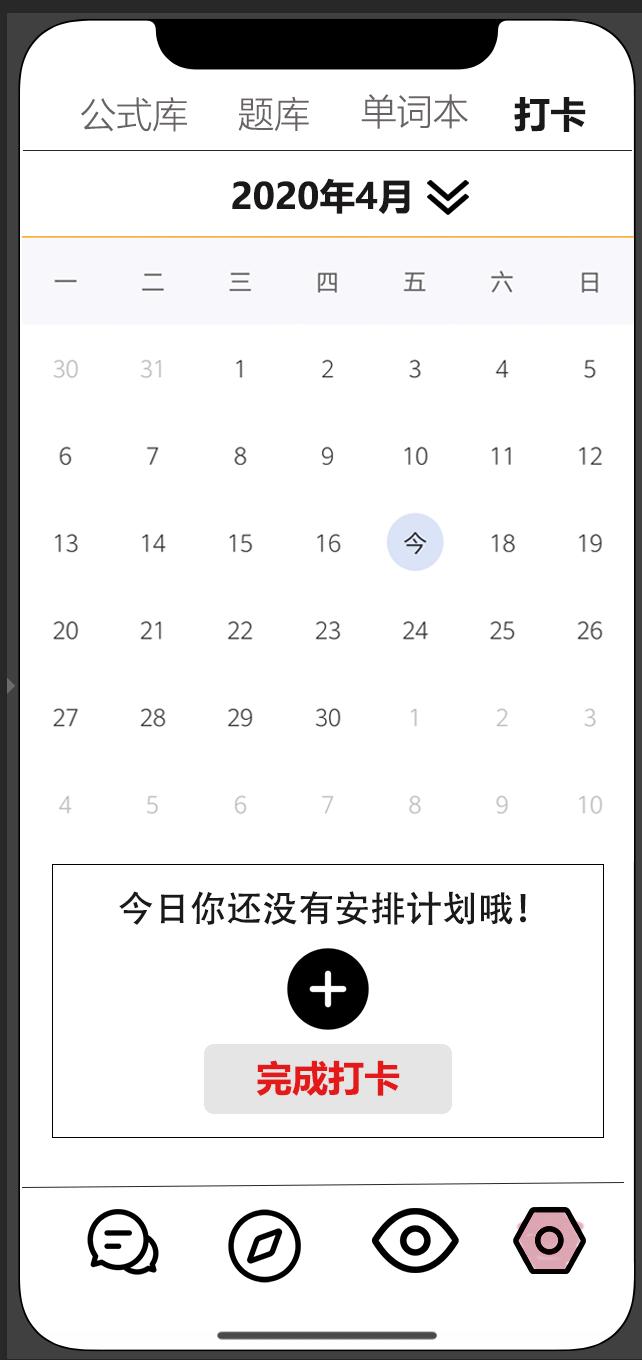 公式库 题库 单词本 打卡
2020年4月
一 二 三 四 五 六 日
30 31 1 2 3 4 5
6 7 8 9 10 11 12
13 14 15 16 今 18 19
20 21 22 23 24 25 26
27 28 29 30 1 2 3
4 5 6 7 8 9 10
今日你还没有安排计划哦!
完成打卡